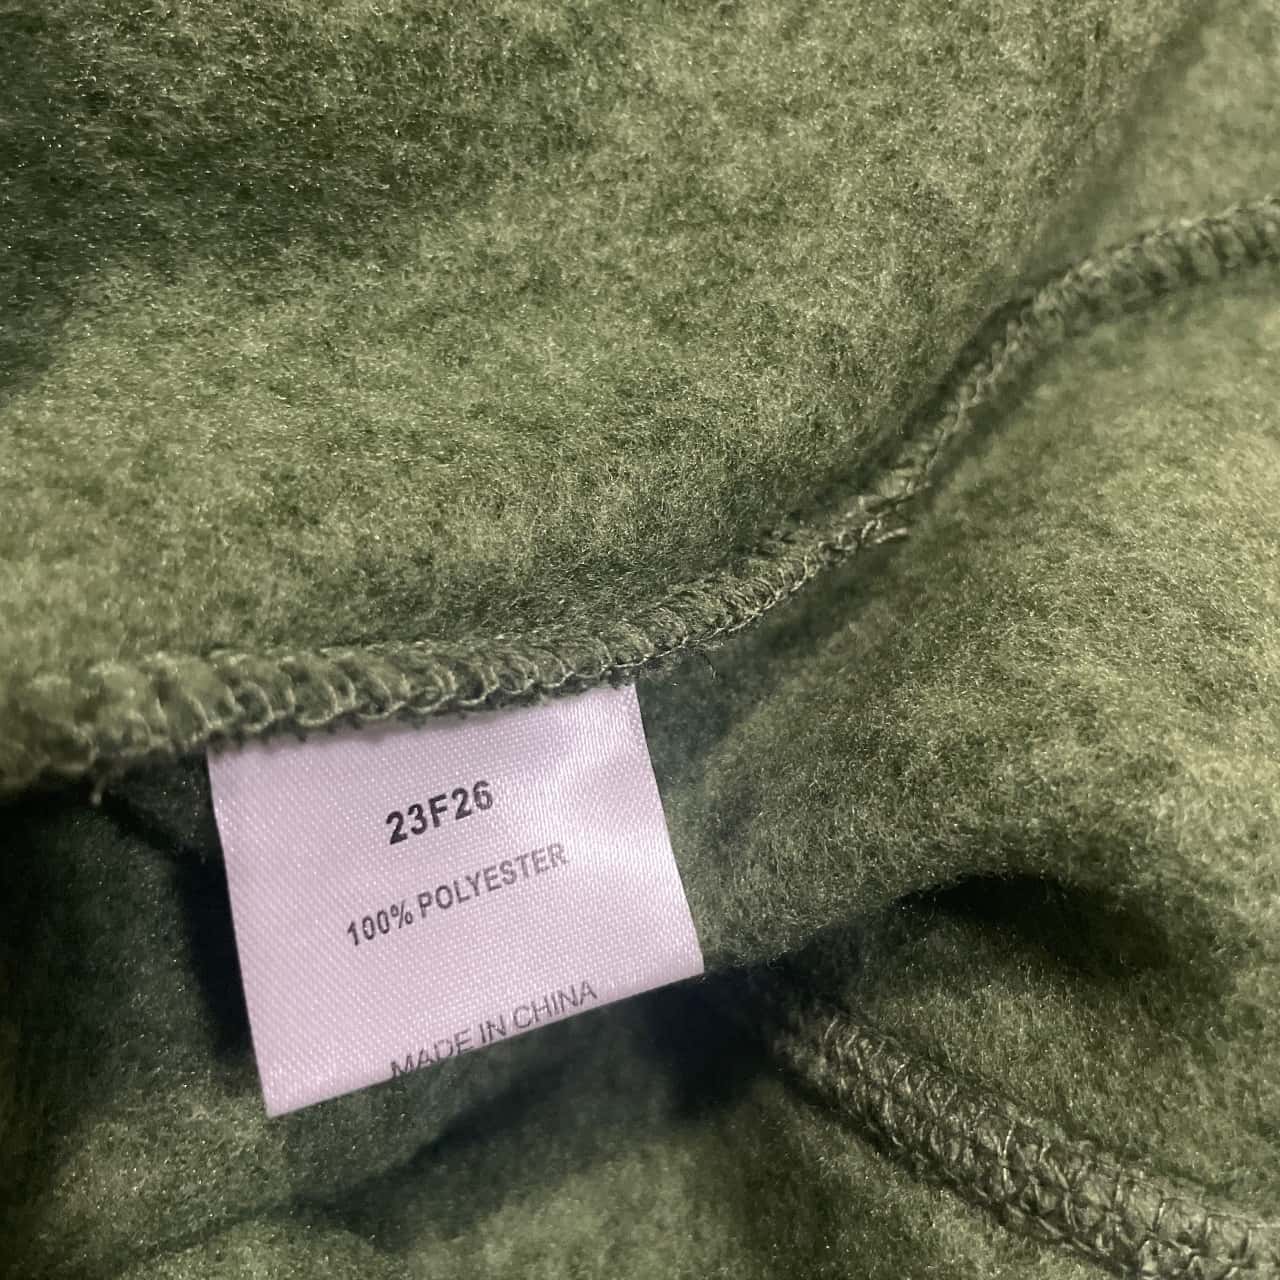 23F26
100% POLYESTER
MADE IN CHINA